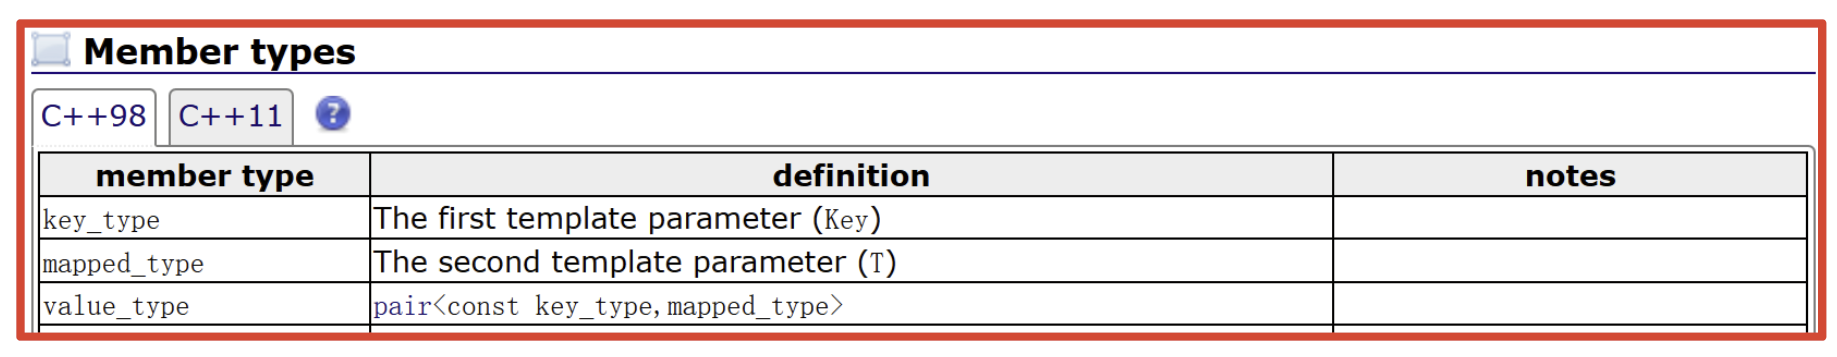 Member types
C++98 C++11 ?
member type definition notes
key_type The first template parameter (Key)
mapped_type The second template parameter (T)
value_type pair<const key_type,mapped_type>